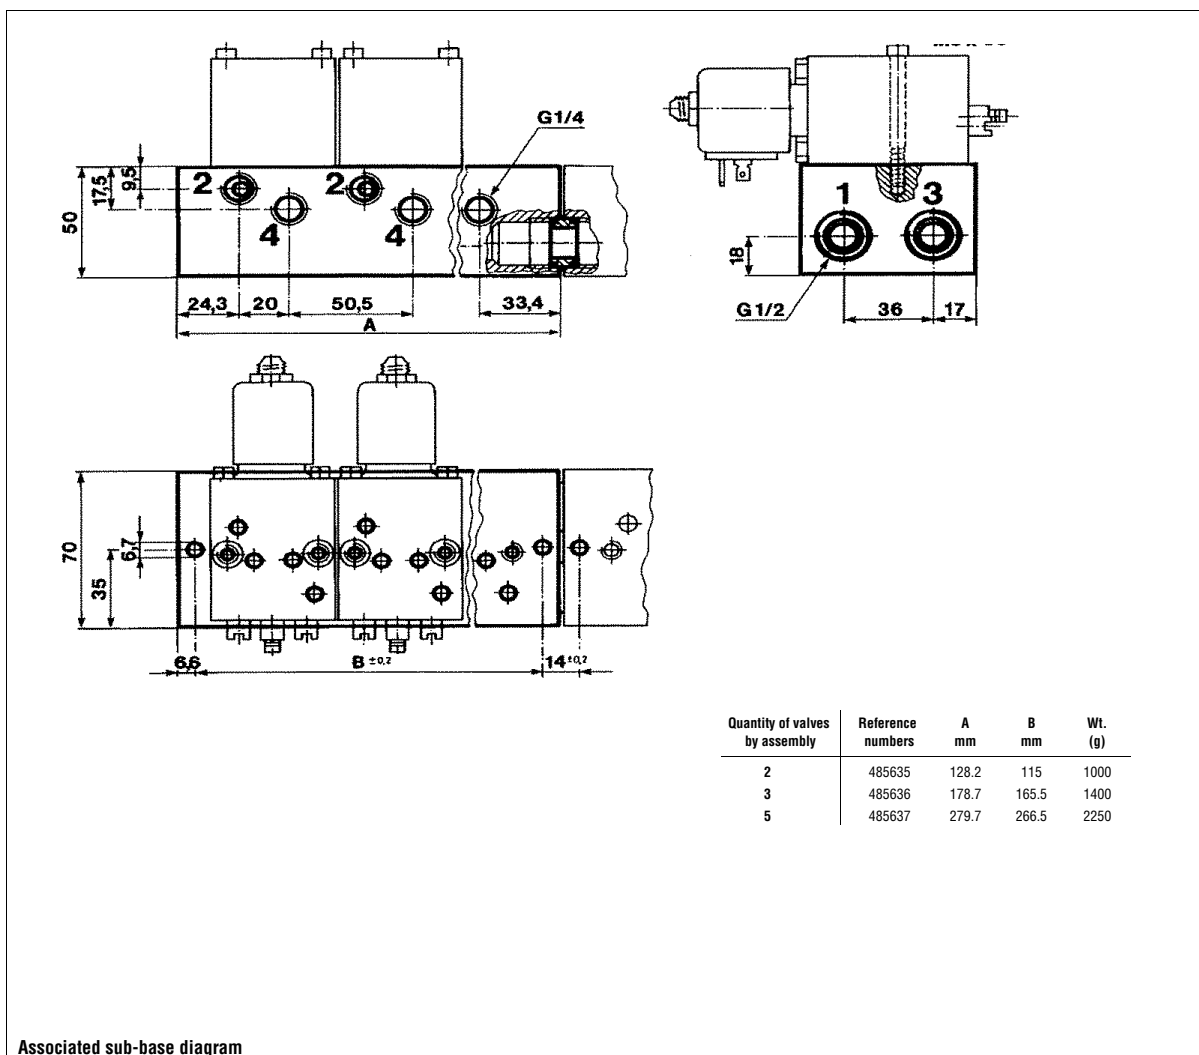 G1/4
50
17,5
9,5
2
2
4
4
24,3
20
50,5
33,4
A
1
3
18
G1/2
36
17
70
35
6,7
6,6
B ±0,2
14 ±0,2
Quantity of valves by assembly
Reference numbers
A mm
B mm
Wt. (g)
2 485635 128.2 115 1000
3 485636 178.7 165.5 1400
5 485637 279.7 266.5 2250
Associated sub-base diagram